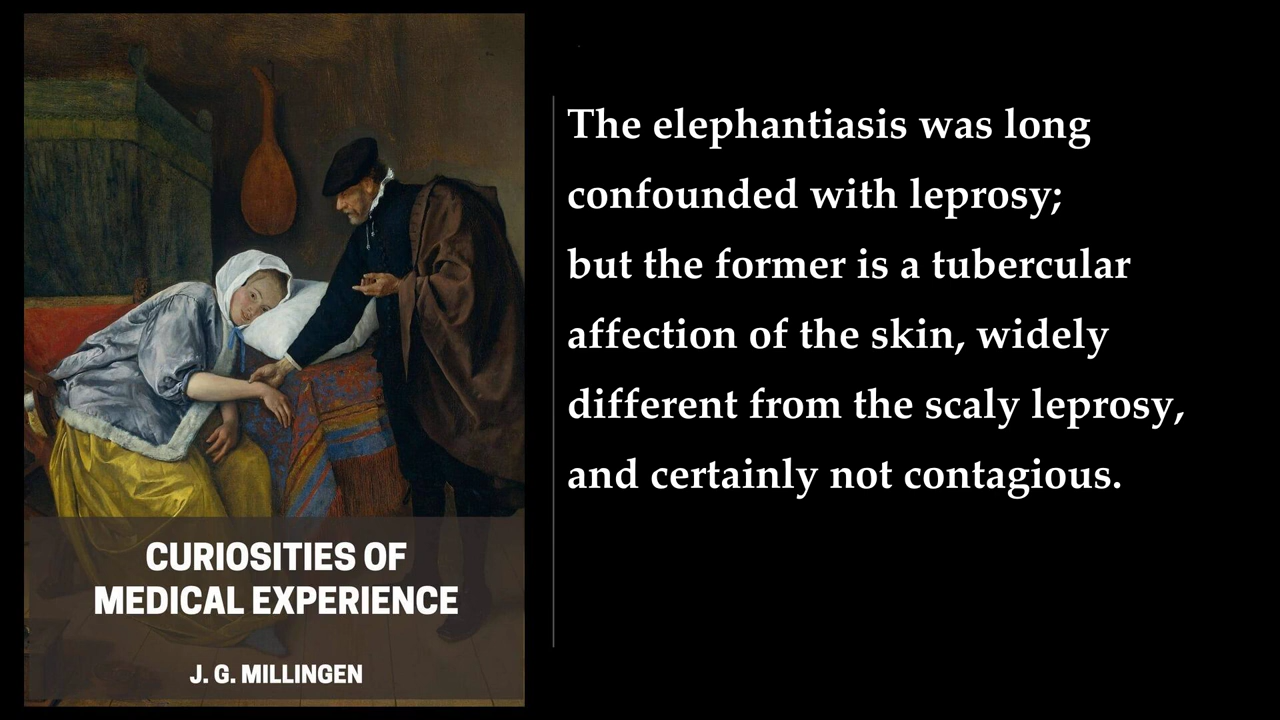 The elephantiasis was long
confounded with leprosy;
but the former is a tubercular
affection of the skin, widely
different from the scaly leprosy,
and certainly not contagious.
CURIOSITIES OF
MEDICAL EXPERIENCE
J. G. MILLINGEN